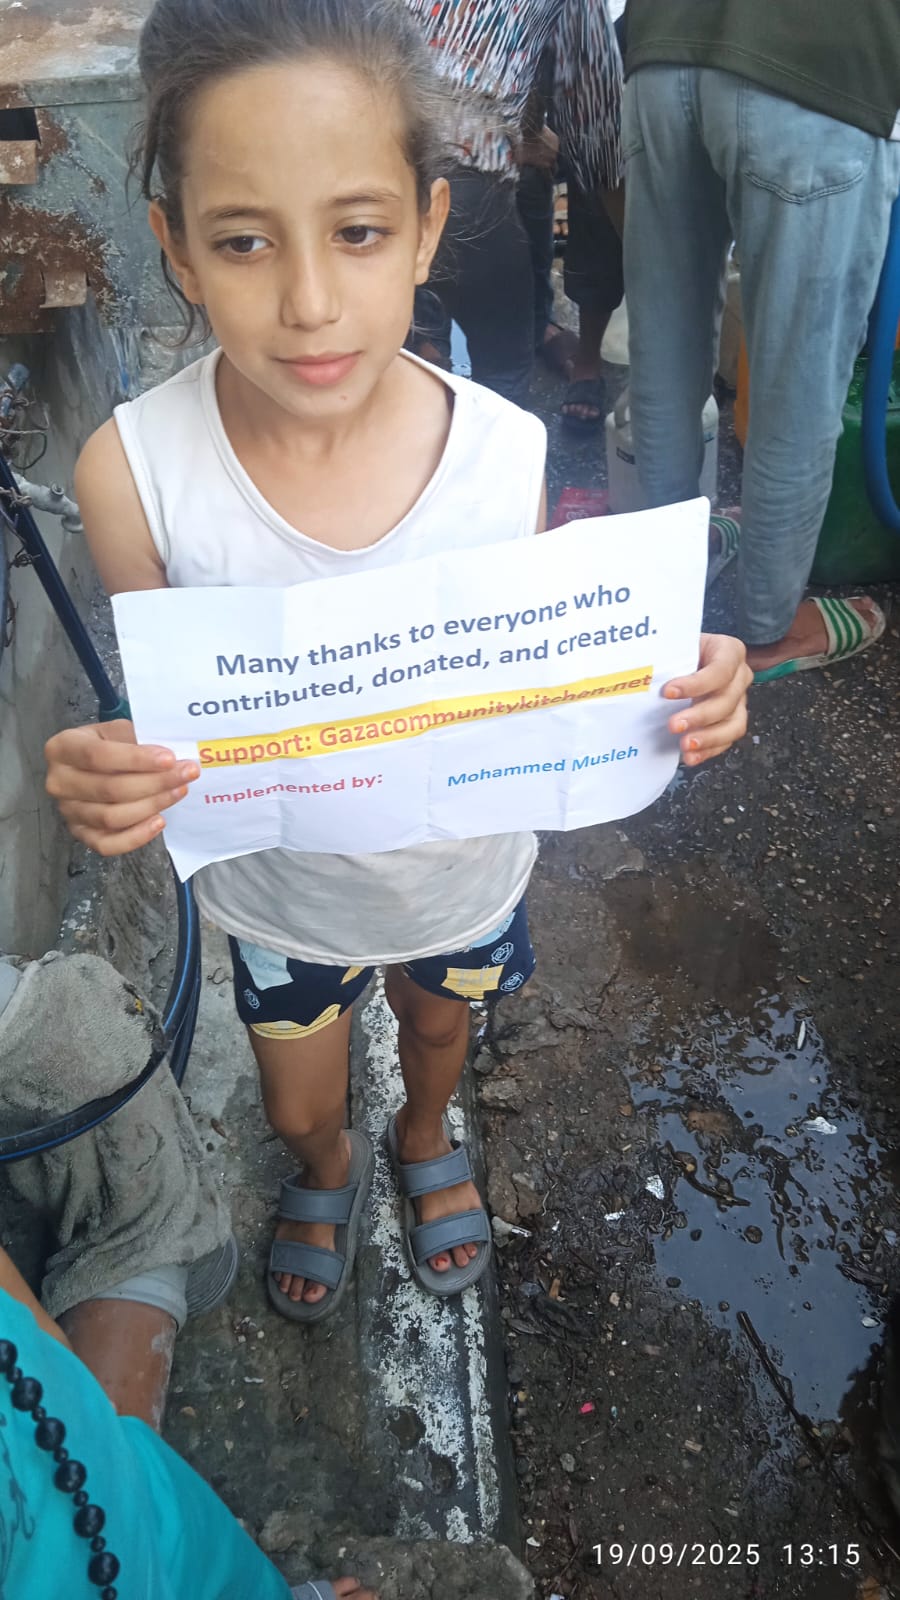 Many thanks to everyone who
contributed, donated, and created.
Support: Gazacommunitykitchen.net
Implemented by: Mohammed Musleh
19/09/2025 13:15